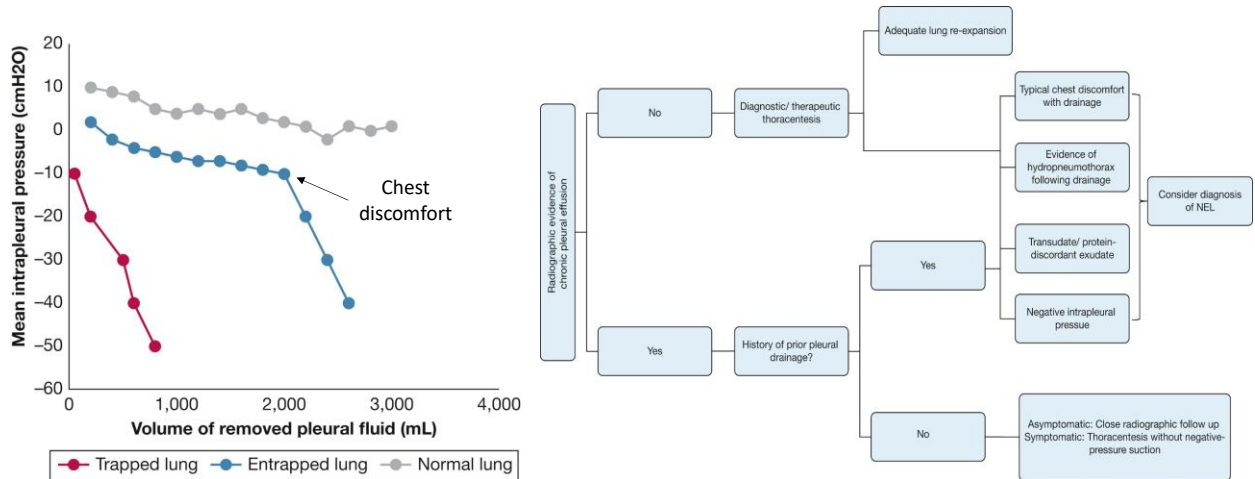 20
10
0
–10
–20
–30
–40
–50
–60
Mean intrapleural pressure (cmH2O)
0
1,000
2,000
3,000
4,000
Volume of removed pleural fluid (mL)
Chest
discomfort
Trapped lung
Entrapped lung
Normal lung
Radiographic evidence of
chronic pleural effusion
No
Diagnostic/ therapeutic
thoracentesis
Adequate lung re-expansion
Typical chest discomfort
with drainage
Evidence of
hydropneumothorax
following drainage
Transudate/ protein-
discordant exudate
Negative intrapleural
pressue
Consider diagnosis
of NEL
Yes
History of prior pleural
drainage?
Yes
No
Asymptomatic: Close radiographic follow up
Symptomatic: Thoracentesis without negative-
pressure suction